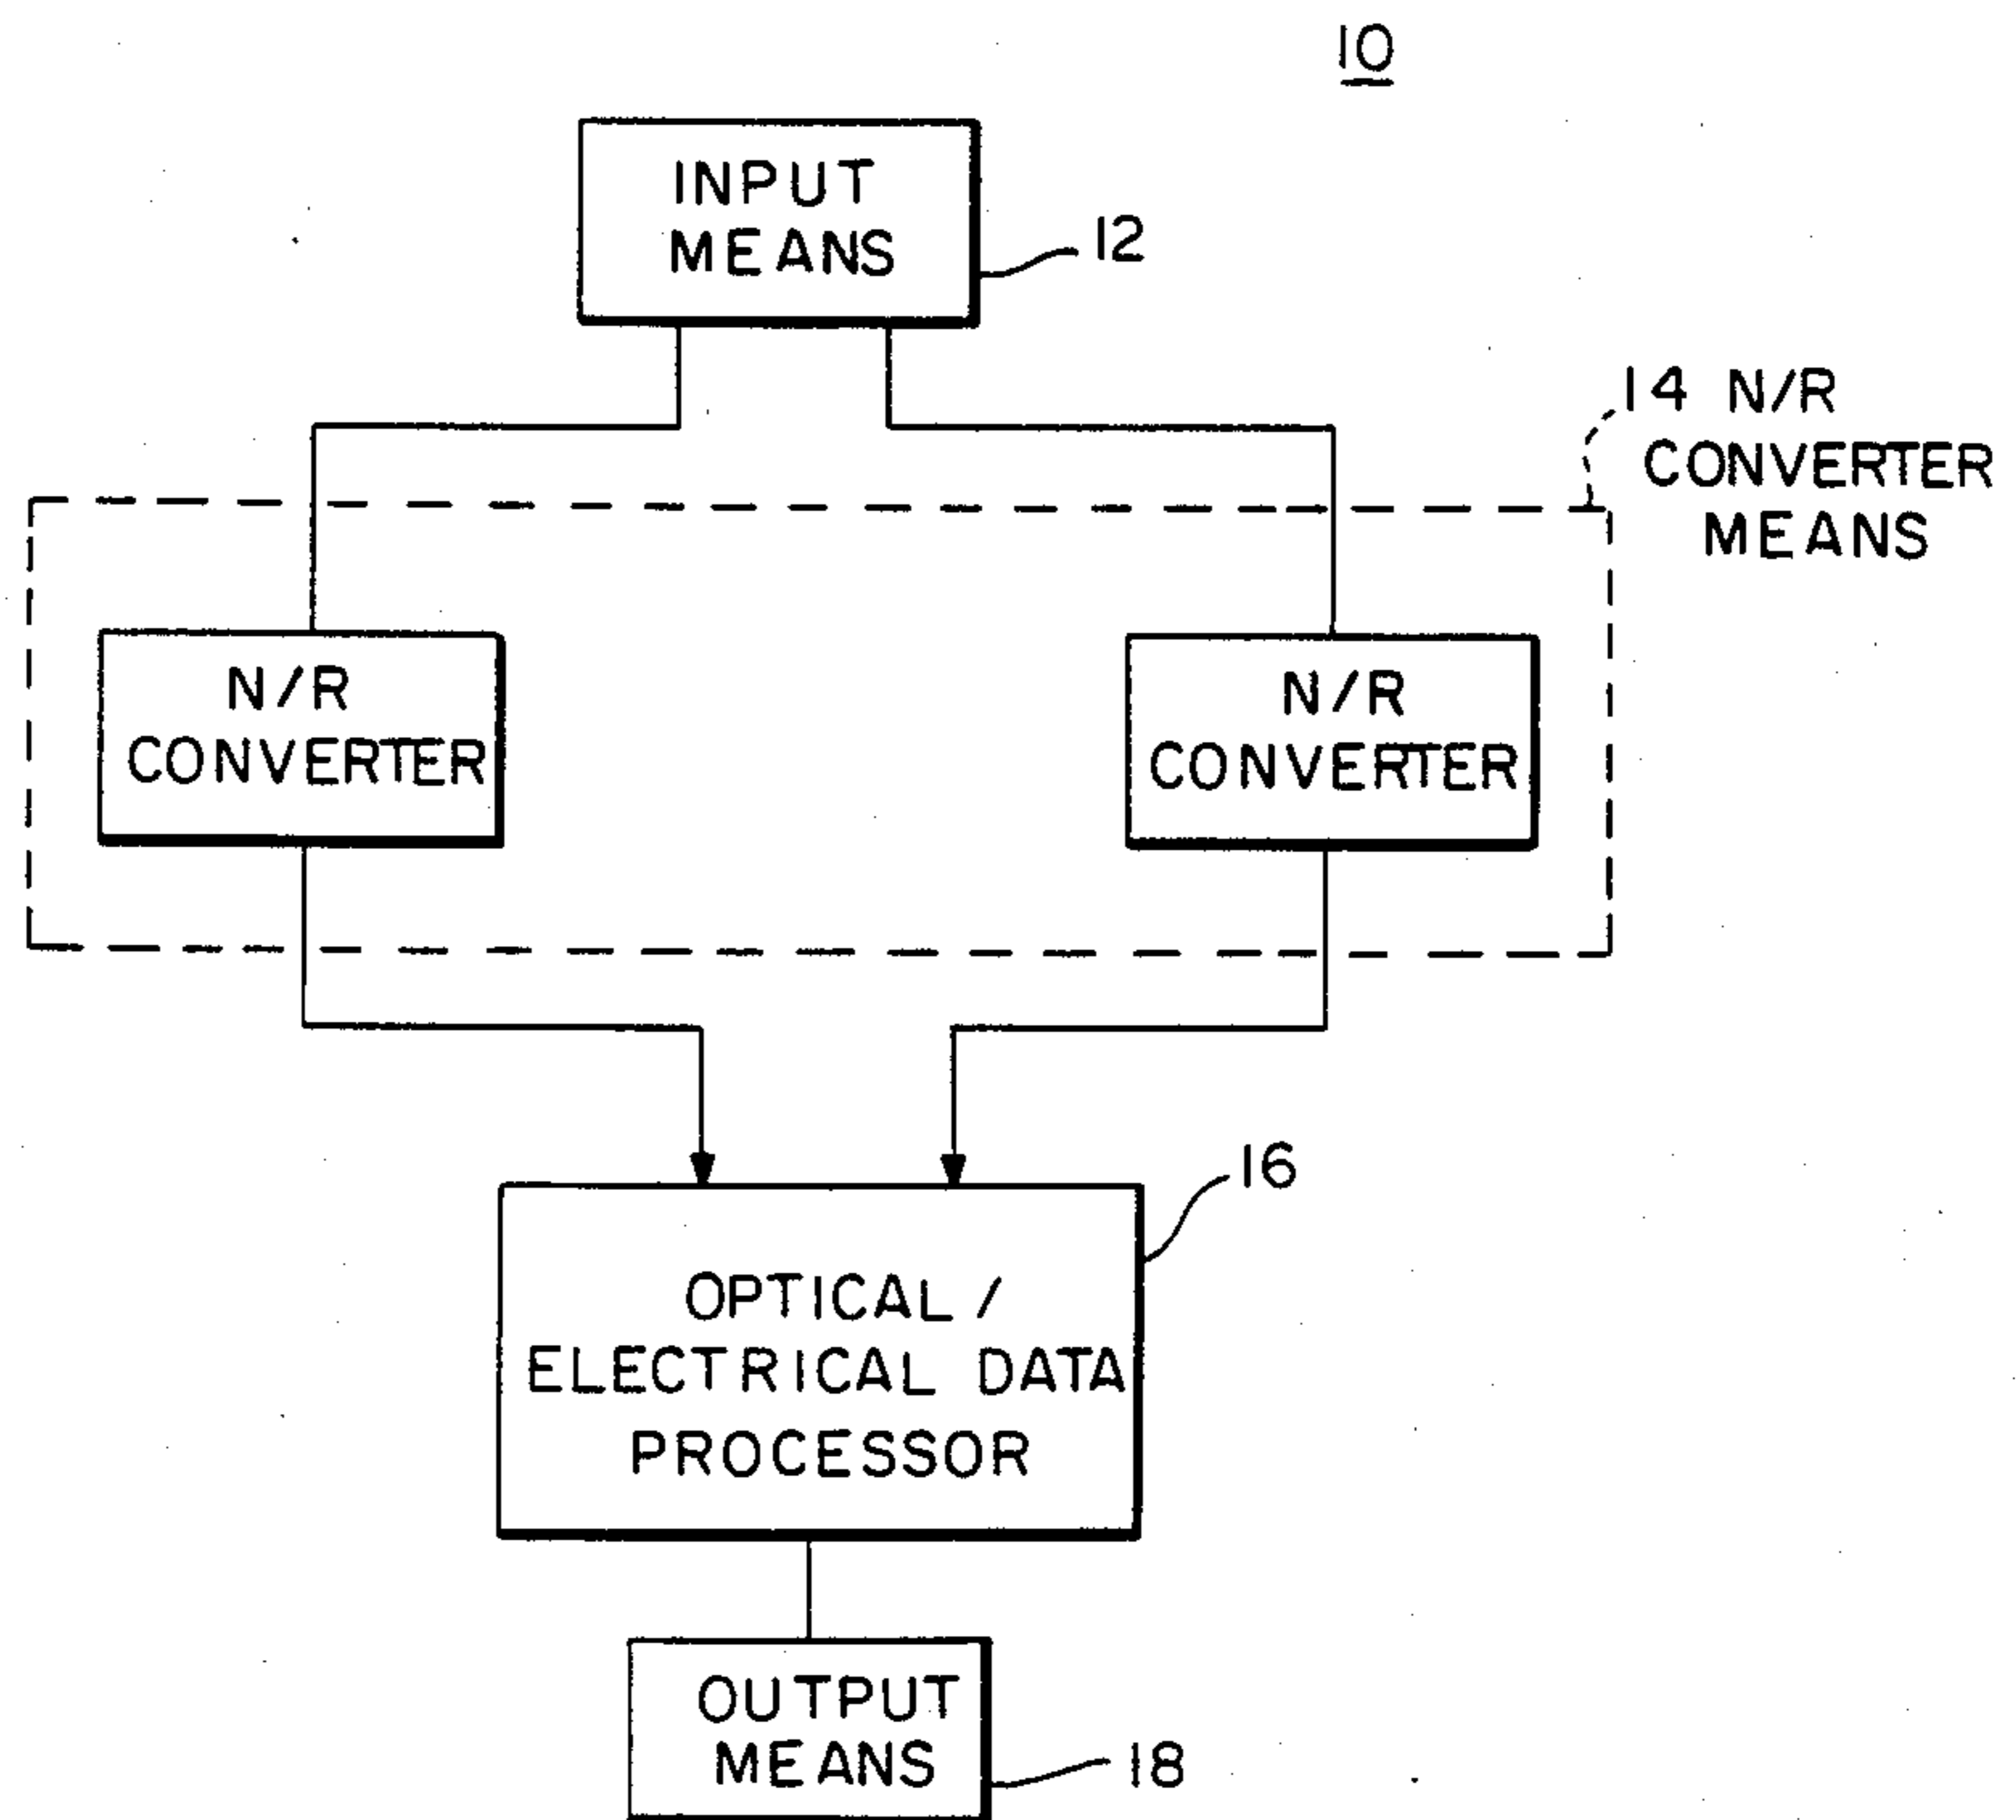 10
INPUT
MEANS
12
14 N/R
CONVERTER
MEANS
N/R
CONVERTER
N/R
CONVERTER
16
OPTICAL /
ELECTRICAL DATA
PROCESSOR
OUTPUT
MEANS
18